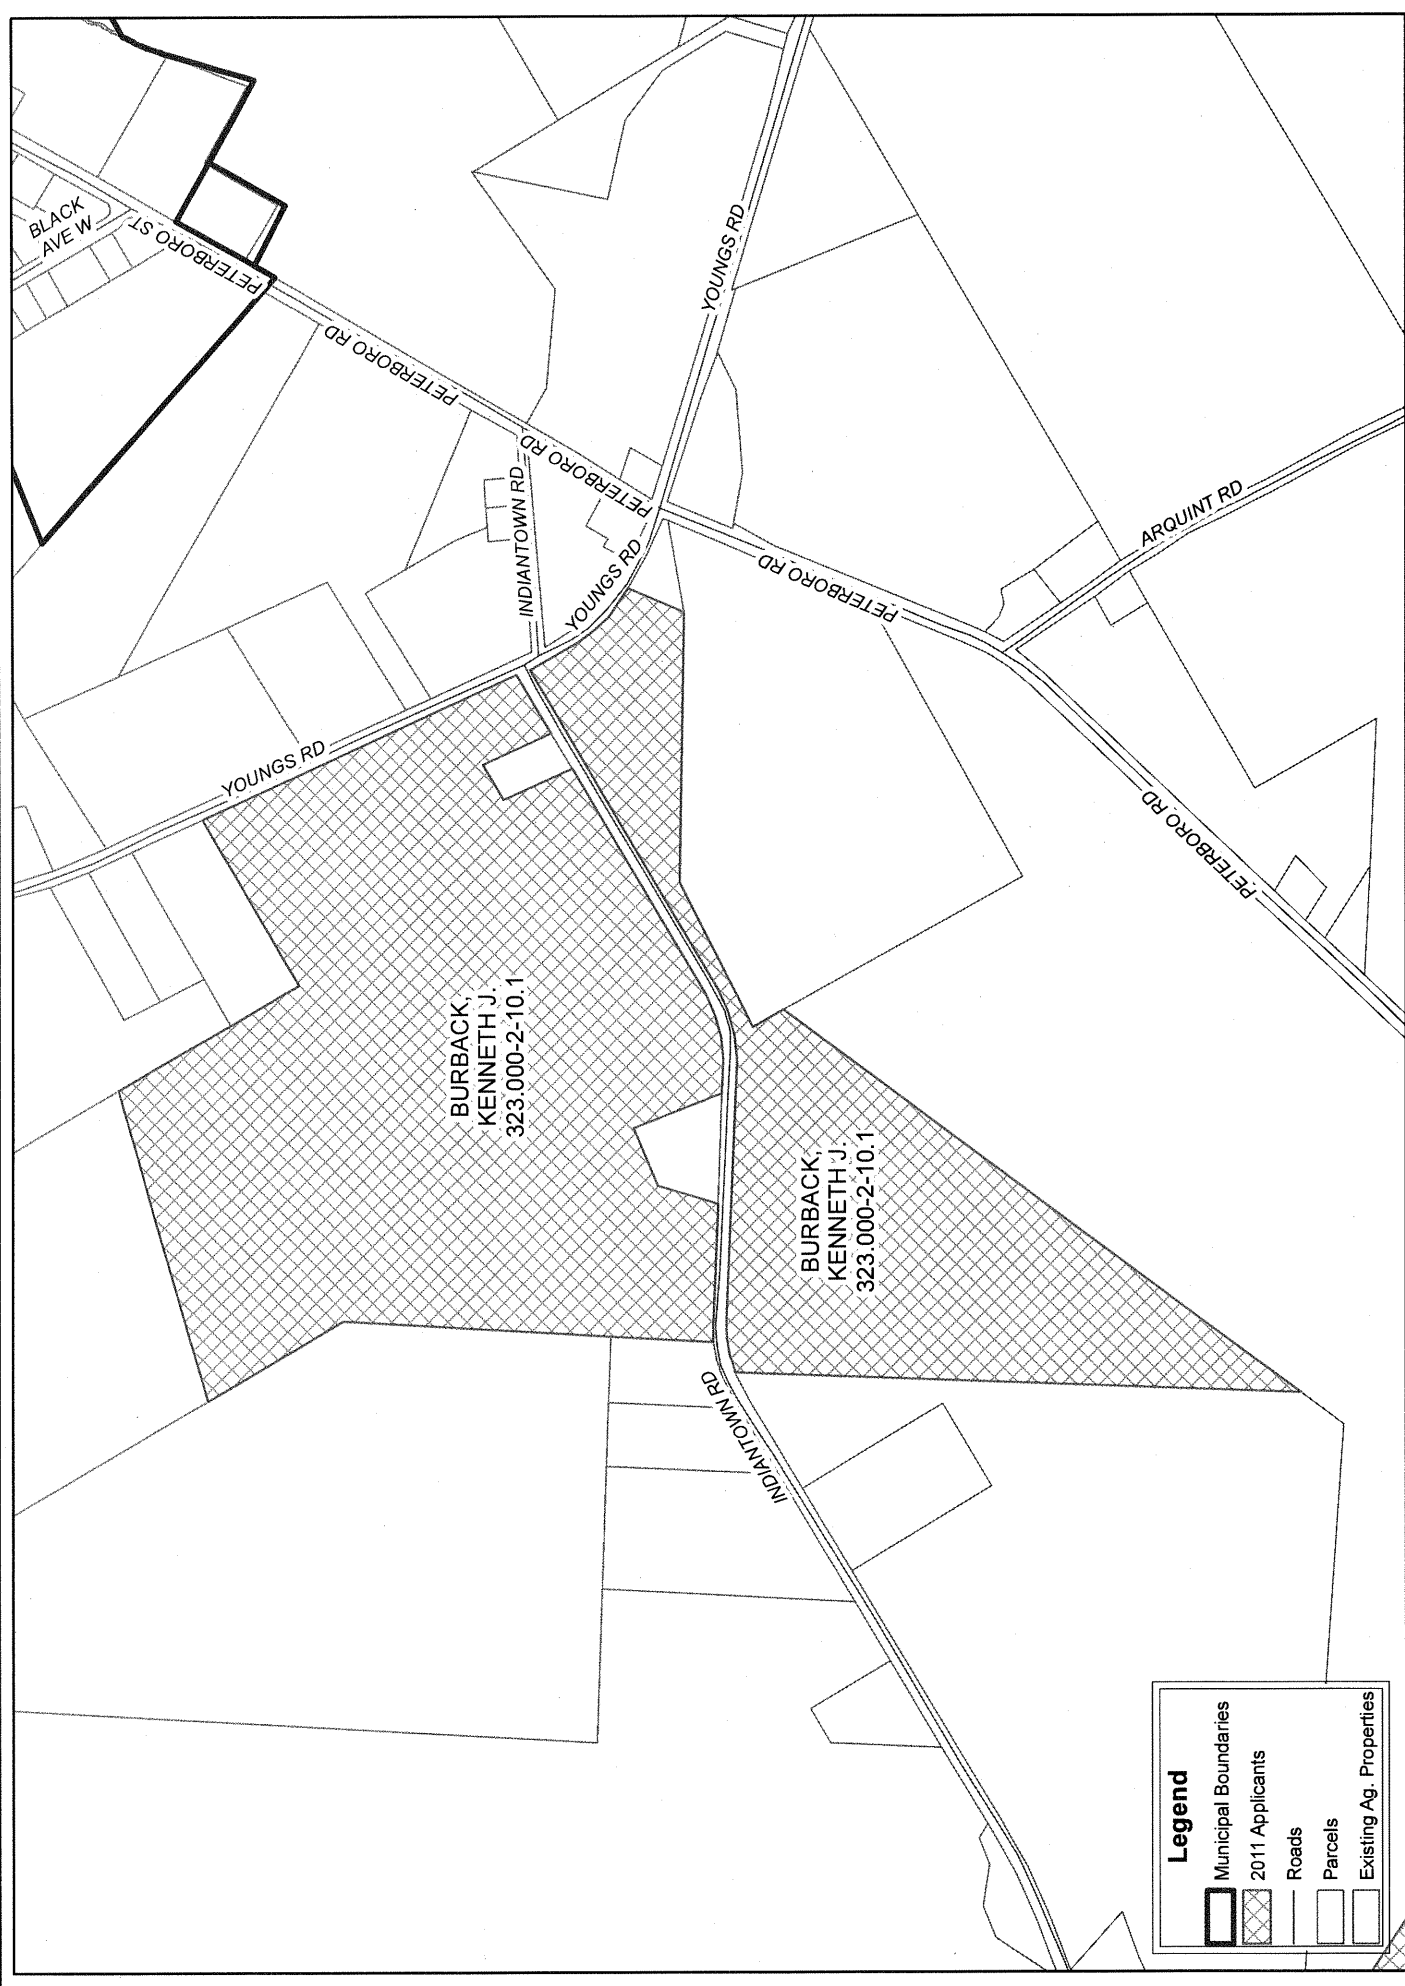 BLACK
AVE W
PETERBORO ST
PETERBORO RD
PETERBORO RD
YOUNGS RD
INDIANTOWN RD
YOUNGS RD
PETERBORO RD
ARQUINT RD
YOUNGS RD
PETERBORO RD
BURBACK,
KENNETH J.
323.000-2-10.1
BURBACK,
KENNETH J.
323.000-2-10.1
INDIANTOWN RD
Legend
Municipal Boundaries
2011 Applicants
Roads
Parcels
Existing Ag. Properties